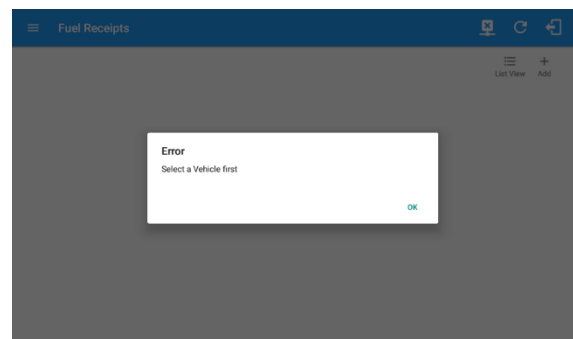 Fuel Receipts
List View Add
Error
Select a Vehicle first
OK